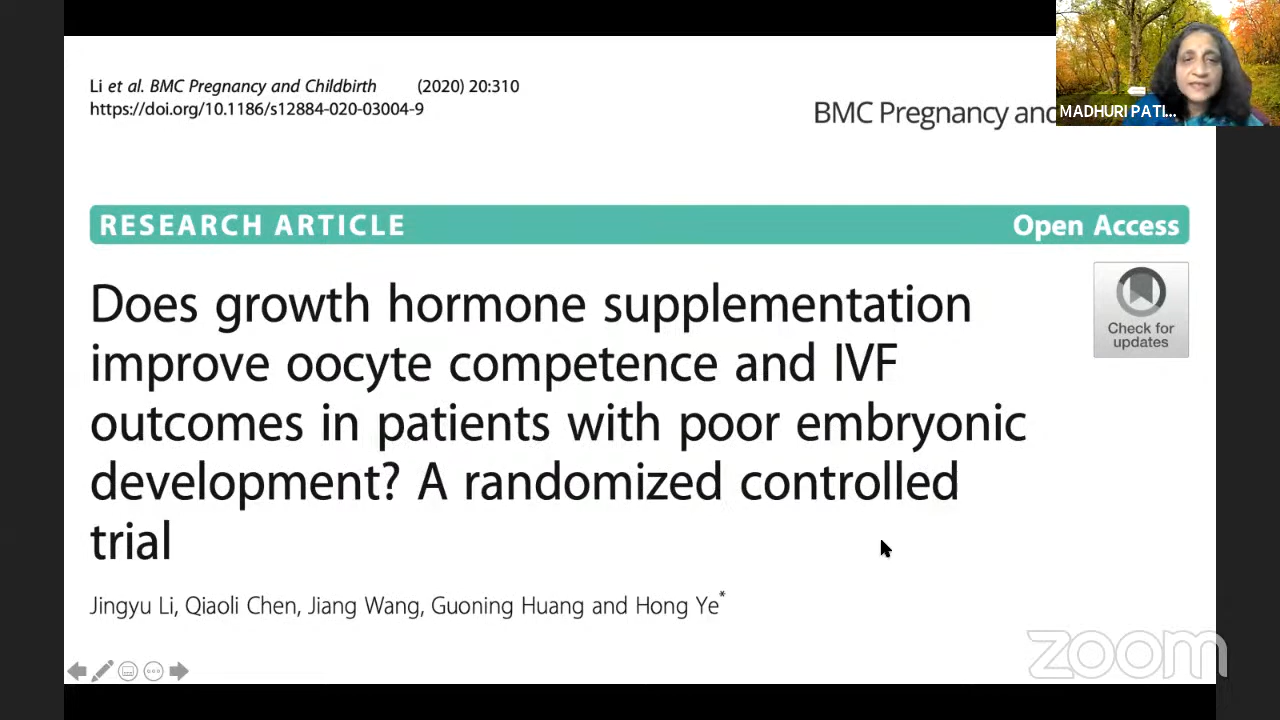 Li et al. BMC Pregnancy and Childbirth (2020) 20:310
https://doi.org/10.1186/s12884-020-03004-9
BMC Pregnancy and
MADHURI PATI...
RESEARCH ARTICLE
Open Access
Does growth hormone supplementation
improve oocyte competence and IVF
outcomes in patients with poor embryonic
development? A randomized controlled
trial
Check for
updates
Jingyu Li, Qiaoli Chen, Jiang Wang, Guoning Huang and Hong Ye*
zoom